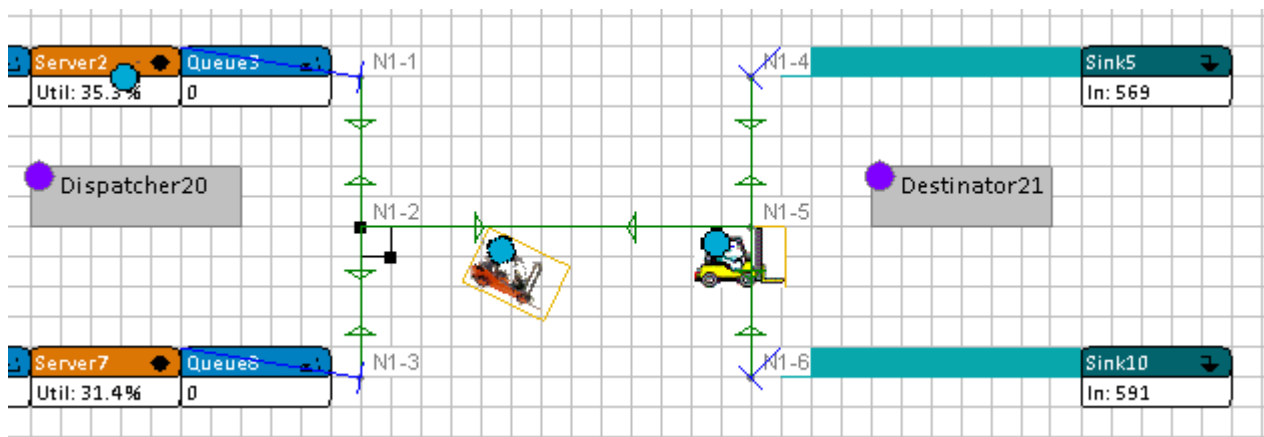 Server2
Queue3
N1-1
N1-4
Sink5
Util: 35.3%
0
In: 569
Dispatcher20
Destinator21
N1-2
N1-5
Server7
Queue8
N1-3
N1-6
Sink10
Util: 31.4%
0
In: 591